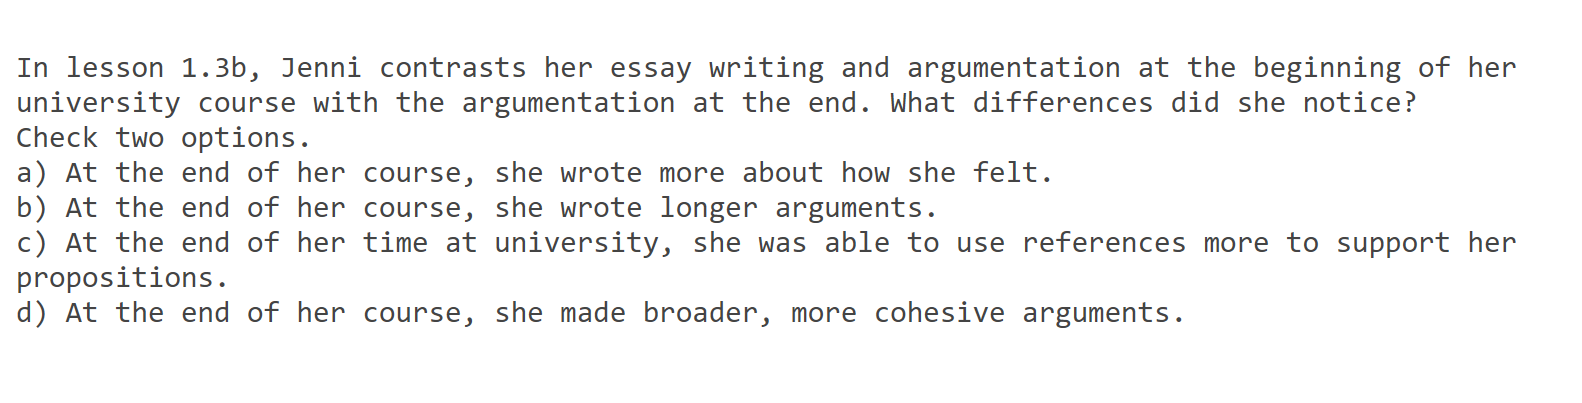 In lesson 1.3b, Jenni contrasts her essay writing and argumentation at the beginning of her
university course with the argumentation at the end. What differences did she notice?
Check two options.
a) At the end of her course, she wrote more about how she felt.
b) At the end of her course, she wrote longer arguments.
c) At the end of her time at university, she was able to use references more to support her
propositions.
d) At the end of her course, she made broader, more cohesive arguments.